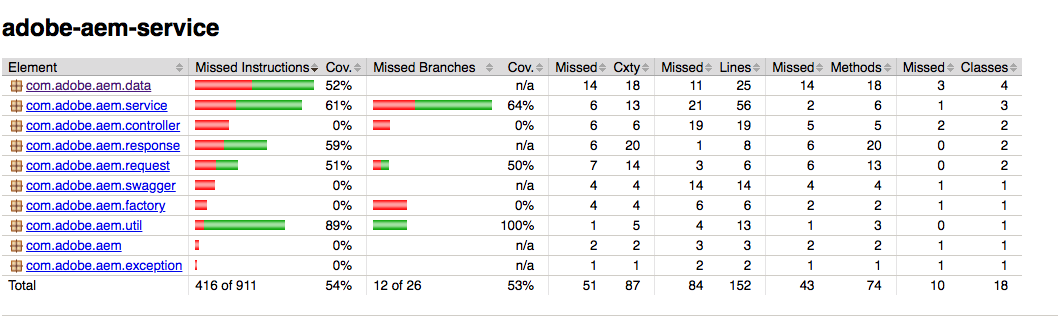 adobe-aem-service
Element Missed Instructions Cov. Missed Branches Cov. Missed Cxty Missed Lines Missed Methods Missed Classes
com.adobe.aem.data 52% n/a 14 18 11 25 14 18 3 4
com.adobe.aem.service 61% 64% 6 13 21 56 2 6 1 3
com.adobe.aem.controller 0% 0% 6 6 19 19 5 5 2 2
com.adobe.aem.response 59% n/a 6 20 1 8 6 20 0 2
com.adobe.aem.request 51% 50% 7 14 3 6 6 13 0 2
com.adobe.aem.swagger 0% n/a 4 4 14 14 4 4 1 1
com.adobe.aem.factory 0% 0% 4 4 6 6 2 2 1 1
com.adobe.aem.util 89% 100% 1 5 4 13 1 3 0 1
com.adobe.aem 0% n/a 2 2 3 3 2 2 1 1
com.adobe.aem.exception 0% n/a 1 1 2 2 1 1 1 1
Total 416 of 911 54% 12 of 26 53% 51 87 84 152 43 74 10 18